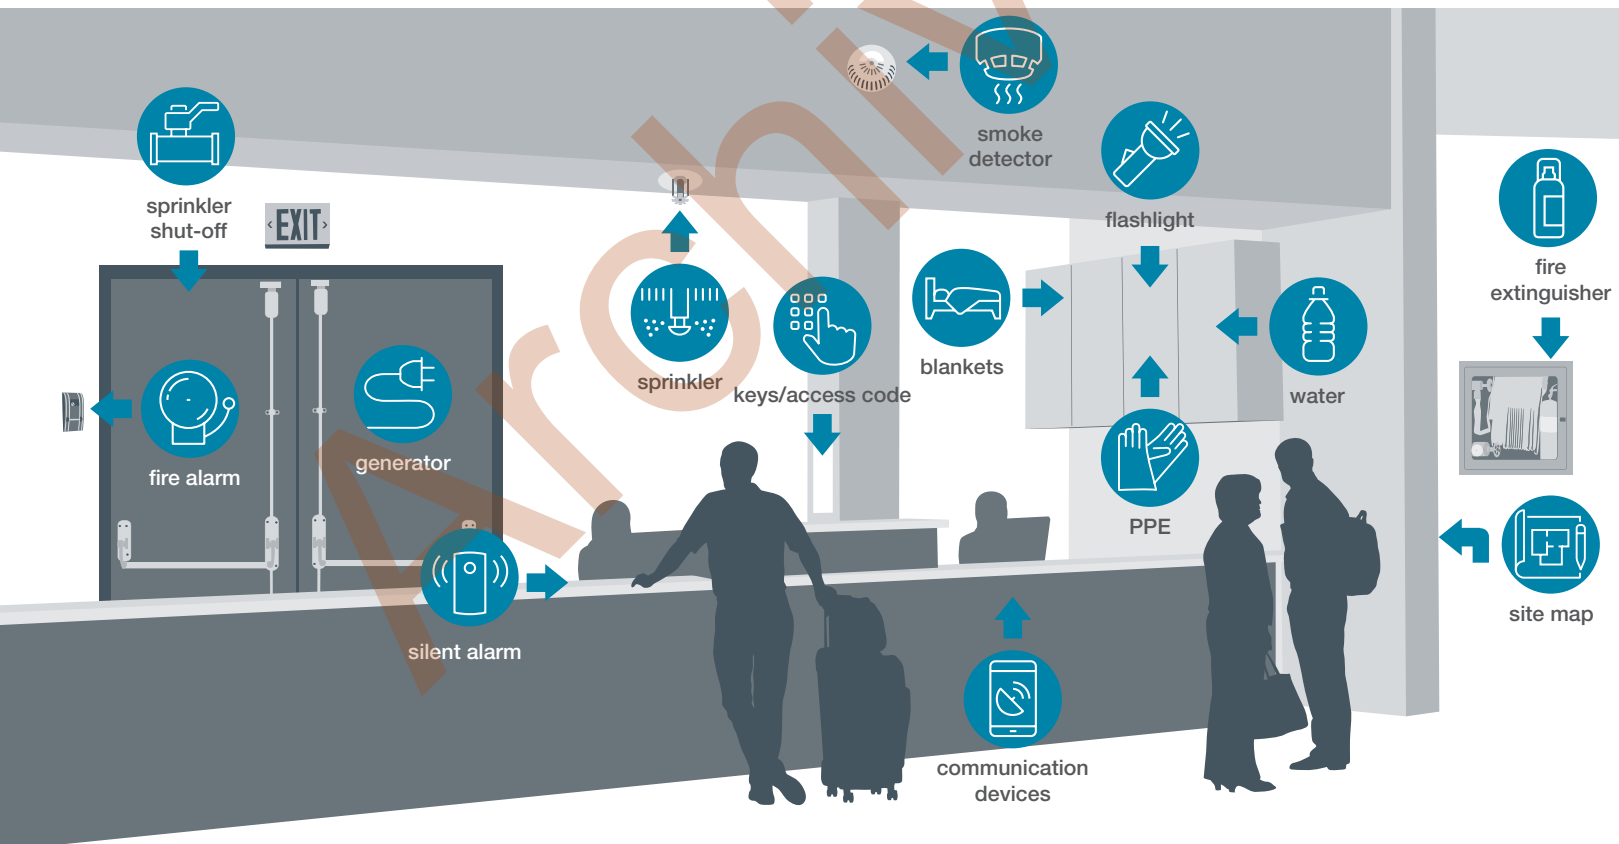 smoke
detector
sprinkler
shut-off
‹EXIT›
flashlight
fire
extinguisher
blankets
sprinkler
keys/access code
water
fire alarm
generator
PPE
site map
silent alarm
communication
devices
Archiv